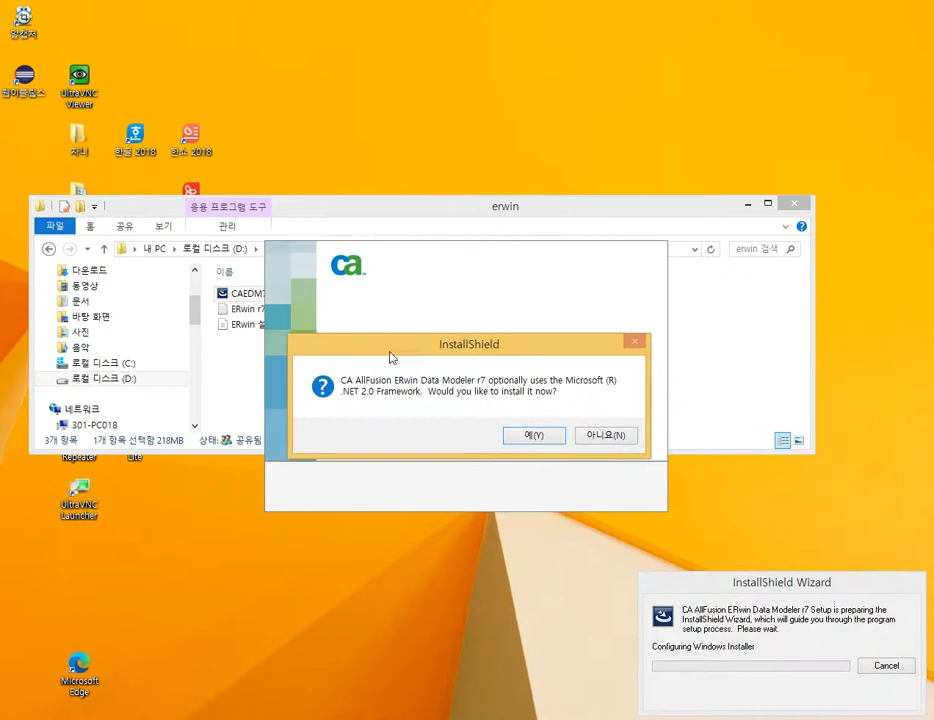 알캡처
팀이클립스
UltraVNC
Viewer
자니
한글 2018
한쇼 2018
응용 프로그램 도구
erwin
파일
홈
공유
보기
관리
내 PC
로컬 디스크 (D:)
erwin 검색
다운로드
동영상
문서
바탕 화면
사진
음악
로컬 디스크 (C:)
로컬 디스크 (D:)
네트워크
301-PC018
이름
CAEDM7
ERwin r7
ERwin 설
3개 항목
1개 항목 선택함 218MB
상태:
공유됨
ca
InstallShield
CA AllFusion ERwin Data Modeler r7 optionally uses the Microsoft (R)
.NET 2.0 Framework. Would you like to install it now?
예(Y)
아니요(N)
Repeater
Lite
UltraVNC
Launcher
Microsoft
Edge
InstallShield Wizard
CA AllFusion ERwin Data Modeler r7 Setup is preparing the
InstallShield Wizard, which will guide you through the program
setup process. Please wait.
Configuring Windows Installer
Cancel